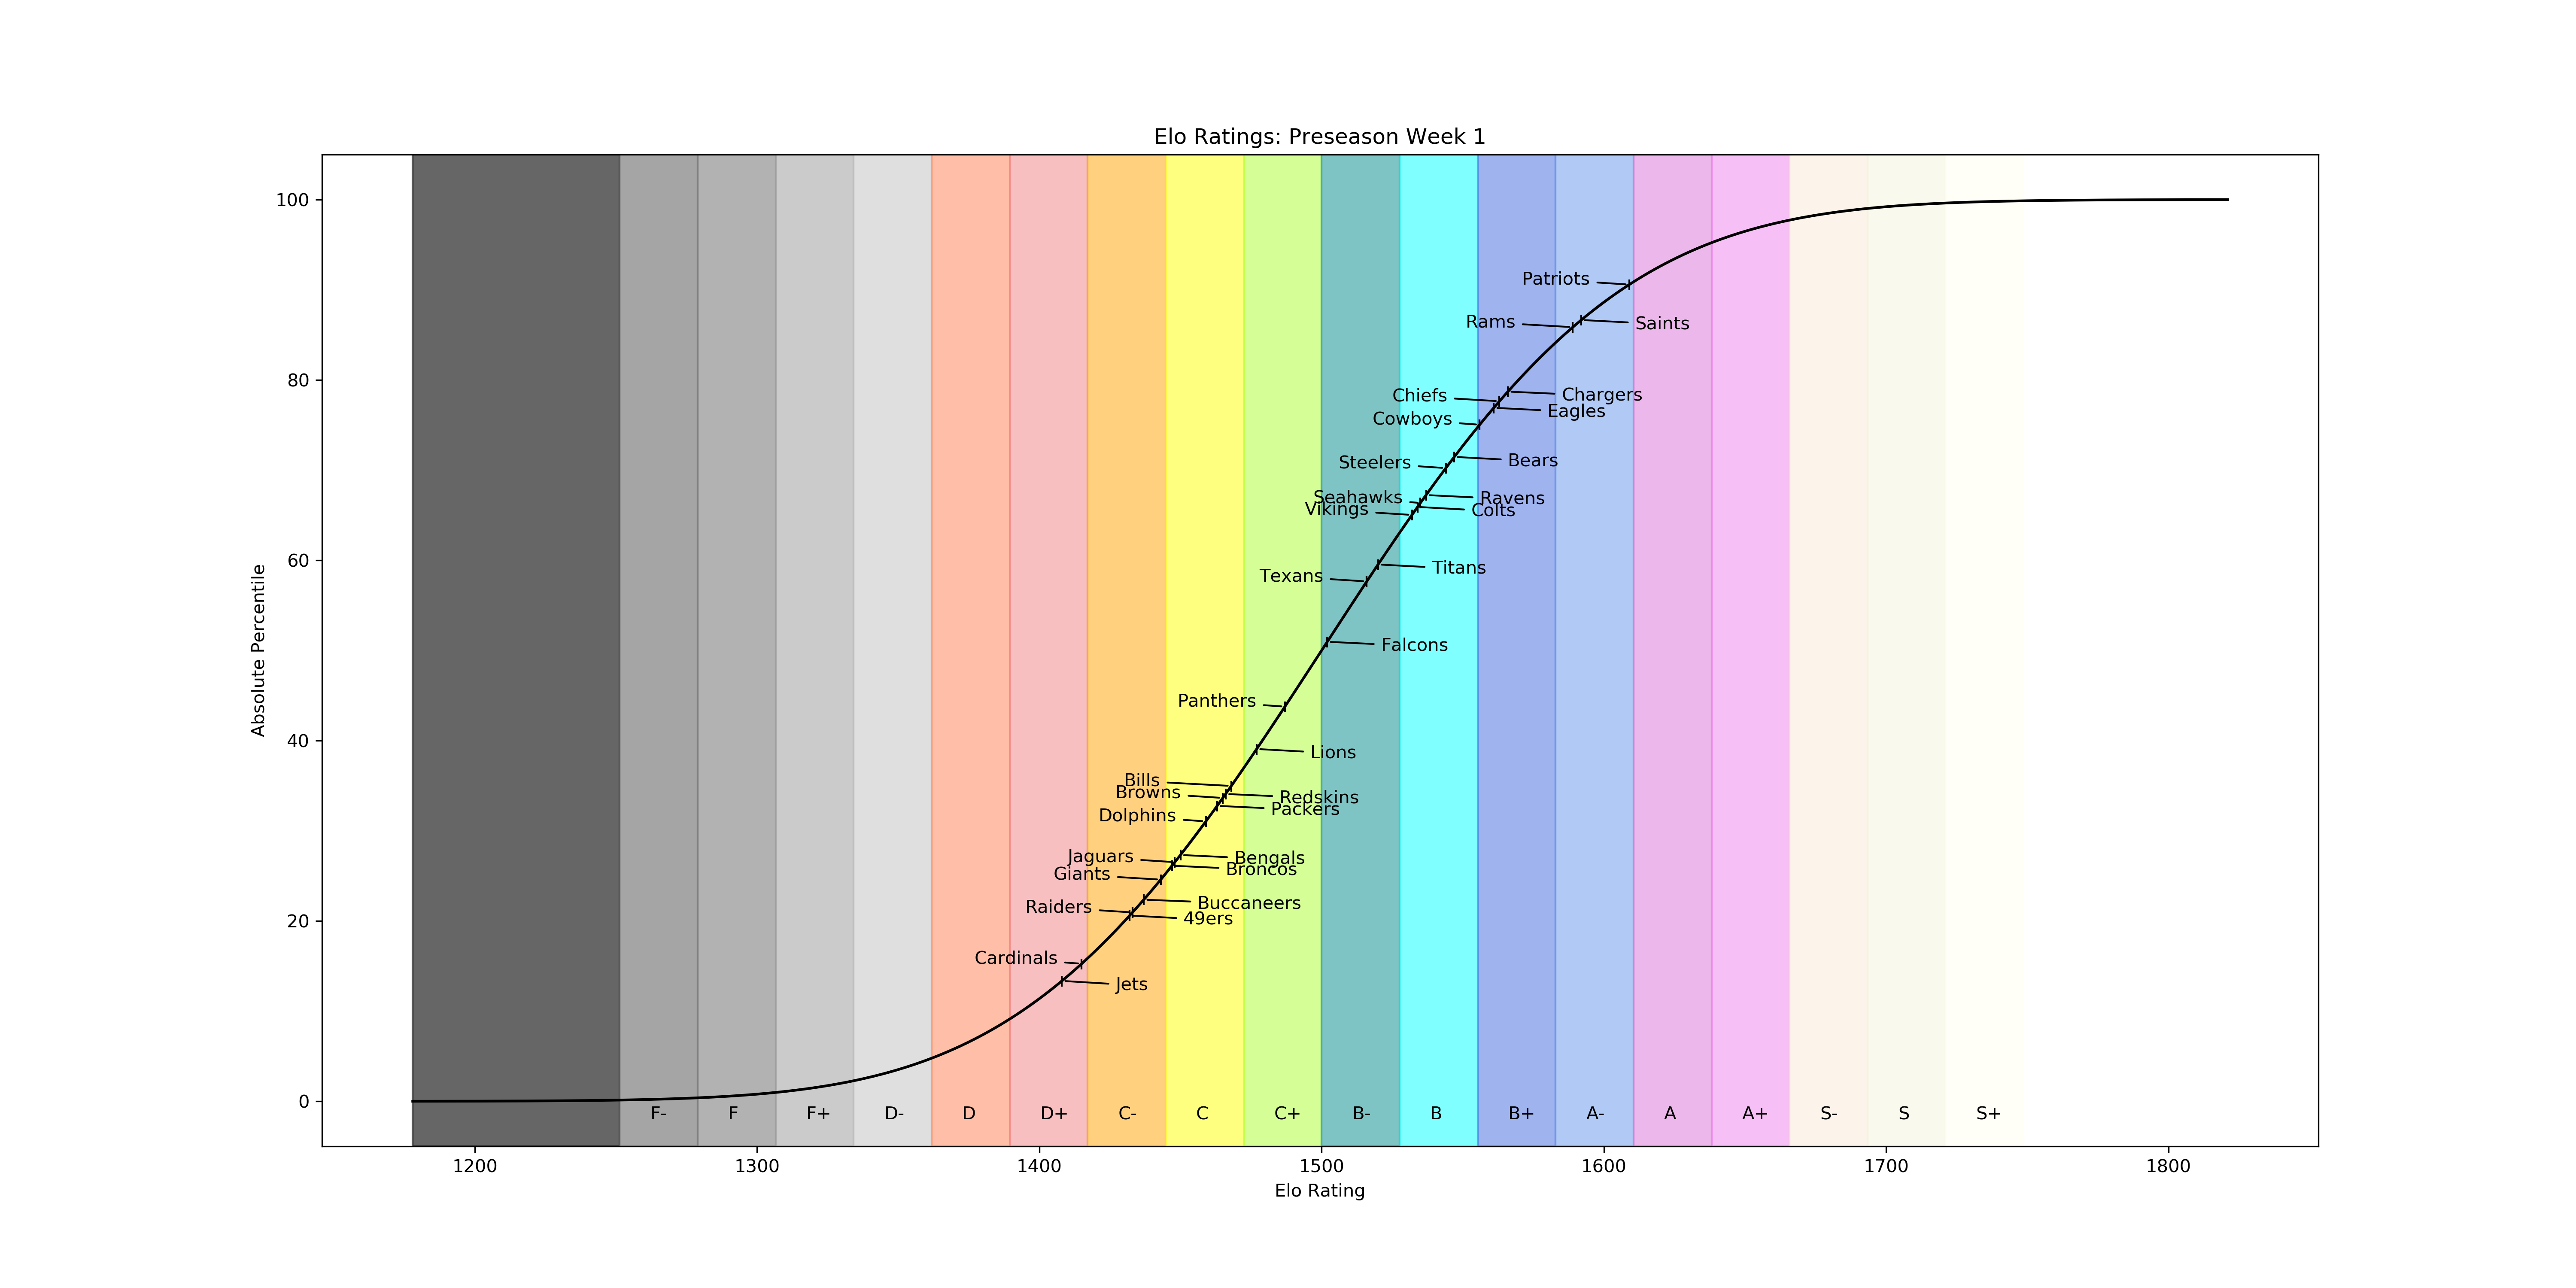 Elo Ratings: Preseason Week 1
Absolute Percentile
100
80
60
40
20
0
Patriots
Rams
Saints
Chiefs
Chargers
Eagles
Cowboys
Steelers
Bears
Seahawks
Ravens
Vikings
Colts
Texans
Titans
Falcons
Panthers
Lions
Bills
Browns
Redskins
Packers
Dolphins
Jaguars
Bengals
Broncos
Giants
Raiders
Buccaneers
49ers
Cardinals
Jets
F- F F+ D- D D+ C- C C+ B- B B+ A- A A+ S- S S+
1200 1300 1400 1500 1600 1700 1800
Elo Rating